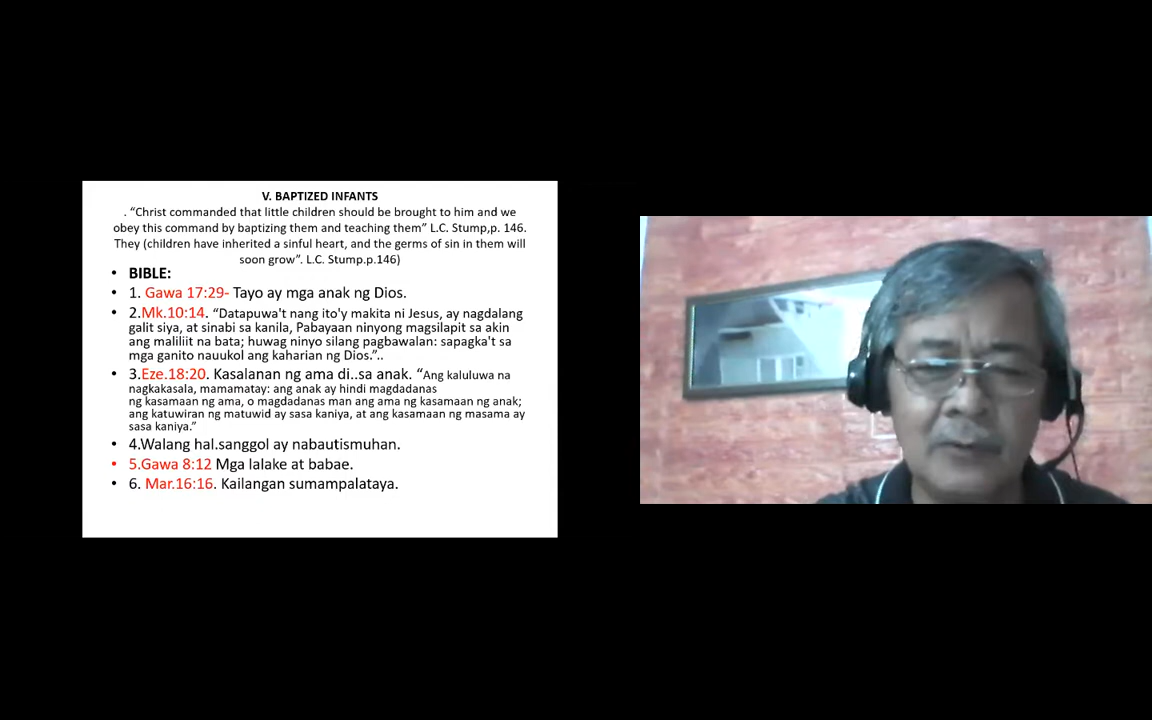 V. BAPTIZED INFANTS
. “Christ commanded that little children should be brought to him and we
obey this command by baptizing them and teaching them” L.C. Stump,p. 146.
They (children have inherited a sinful heart, and the germs of sin in them will
soon grow”. L.C. Stump.p.146)
• BIBLE:
• 1. Gawa 17:29- Tayo ay mga anak ng Dios.
• 2.Mk.10:14. “Datapuwa't nang ito'y makita ni Jesus, ay nagdalang
galit siya, at sinabi sa kanila, Pabayaan ninyong magsilapit sa akin
ang maliliit na bata; huwag ninyo silang pagbawalan: sapagka't sa
mga ganito nauukol ang kaharian ng Dios.”..
• 3.Eze.18:20. Kasalanan ng ama di..sa anak. “Ang kaluluwa na
nagkakasala, mamamatay: ang anak ay hindi magdadanas
ng kasamaan ng ama, o magdadanas man ang ama ng kasamaan ng anak;
ang katuwiran ng matuwid ay sasa kaniya, at ang kasamaan ng masama ay
sasa kaniya.”
• 4.Walang hal.sanggol ay nabautismuhan.
• 5.Gawa 8:12 Mga lalake at babae.
• 6. Mar.16:16. Kailangan sumampalataya.